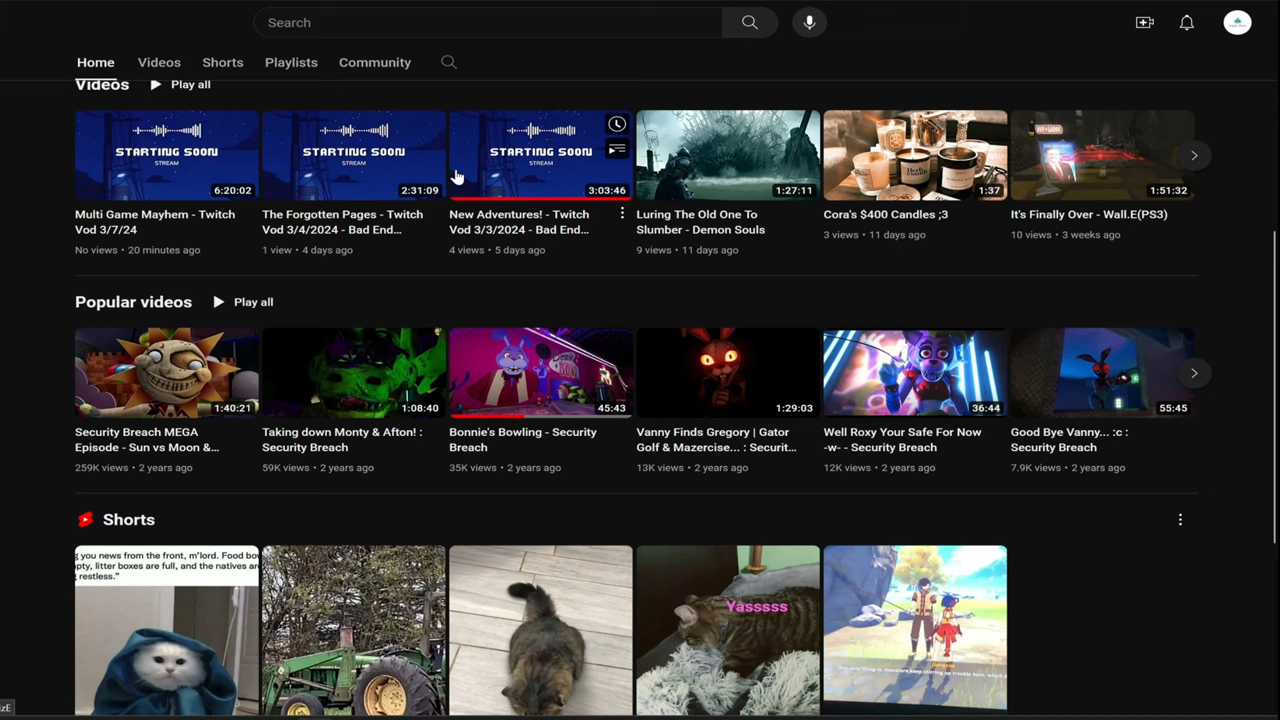 Search
Home Videos Shorts Playlists Community
Videos Play all
STARTING SOON
STREAM
6:20:02
STARTING SOON
STREAM
2:31:09
STARTING SOON
STREAM
3:03:46
1:27:11
1:37
1:51:32
Multi Game Mayhem - Twitch
Vod 3/7/24
No views • 20 minutes ago
The Forgotten Pages - Twitch
Vod 3/4/2024 - Bad End...
1 view • 4 days ago
New Adventures! - Twitch
Vod 3/3/2024 - Bad End...
4 views • 5 days ago
Luring The Old One To
Slumber - Demon Souls
9 views • 11 days ago
Cora's $400 Candles ;3
3 views • 11 days ago
It's Finally Over - Wall.E(PS3)
10 views • 3 weeks ago
Popular videos Play all
1:40:21
1:08:40
45:43
1:29:03
36:44
55:45
Security Breach MEGA
Episode - Sun vs Moon &...
259K views • 2 years ago
Taking down Monty & Afton! :
Security Breach
59K views • 2 years ago
Bonnie's Bowling - Security
Breach
35K views • 2 years ago
Vanny Finds Gregory | Gator
Golf & Mazercise... : Securit...
13K views • 2 years ago
Well Roxy Your Safe For Now
-w- - Security Breach
12K views • 2 years ago
Good Bye Vanny... :c :
Security Breach
7.9K views • 2 years ago
Shorts
g you news from the front, m'lord. Food bow
pty, litter boxes are full, and the natives are
restless."
Yasssss
izE